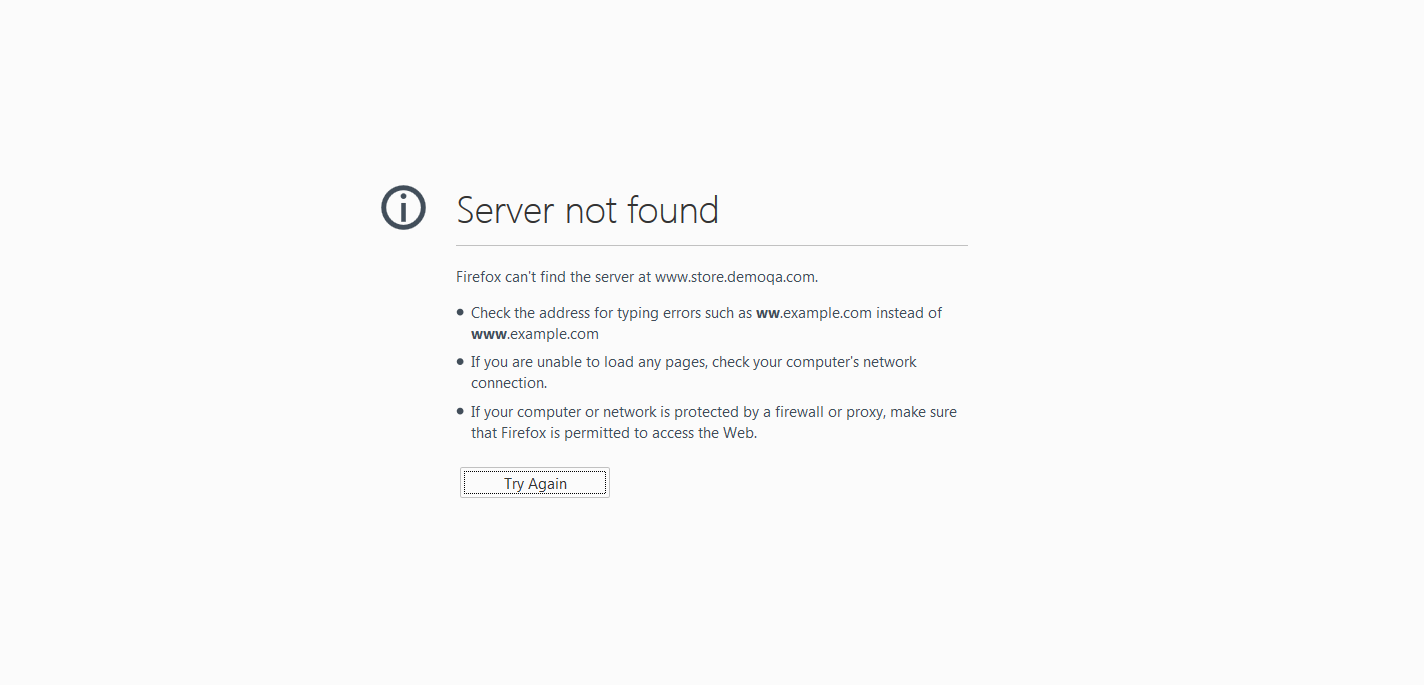 Server not found
Firefox can't find the server at www.store.demoqa.com.
Check the address for typing errors such as ww.example.com instead of
www.example.com
If you are unable to load any pages, check your computer's network
connection.
If your computer or network is protected by a firewall or proxy, make sure
that Firefox is permitted to access the Web.
Try Again